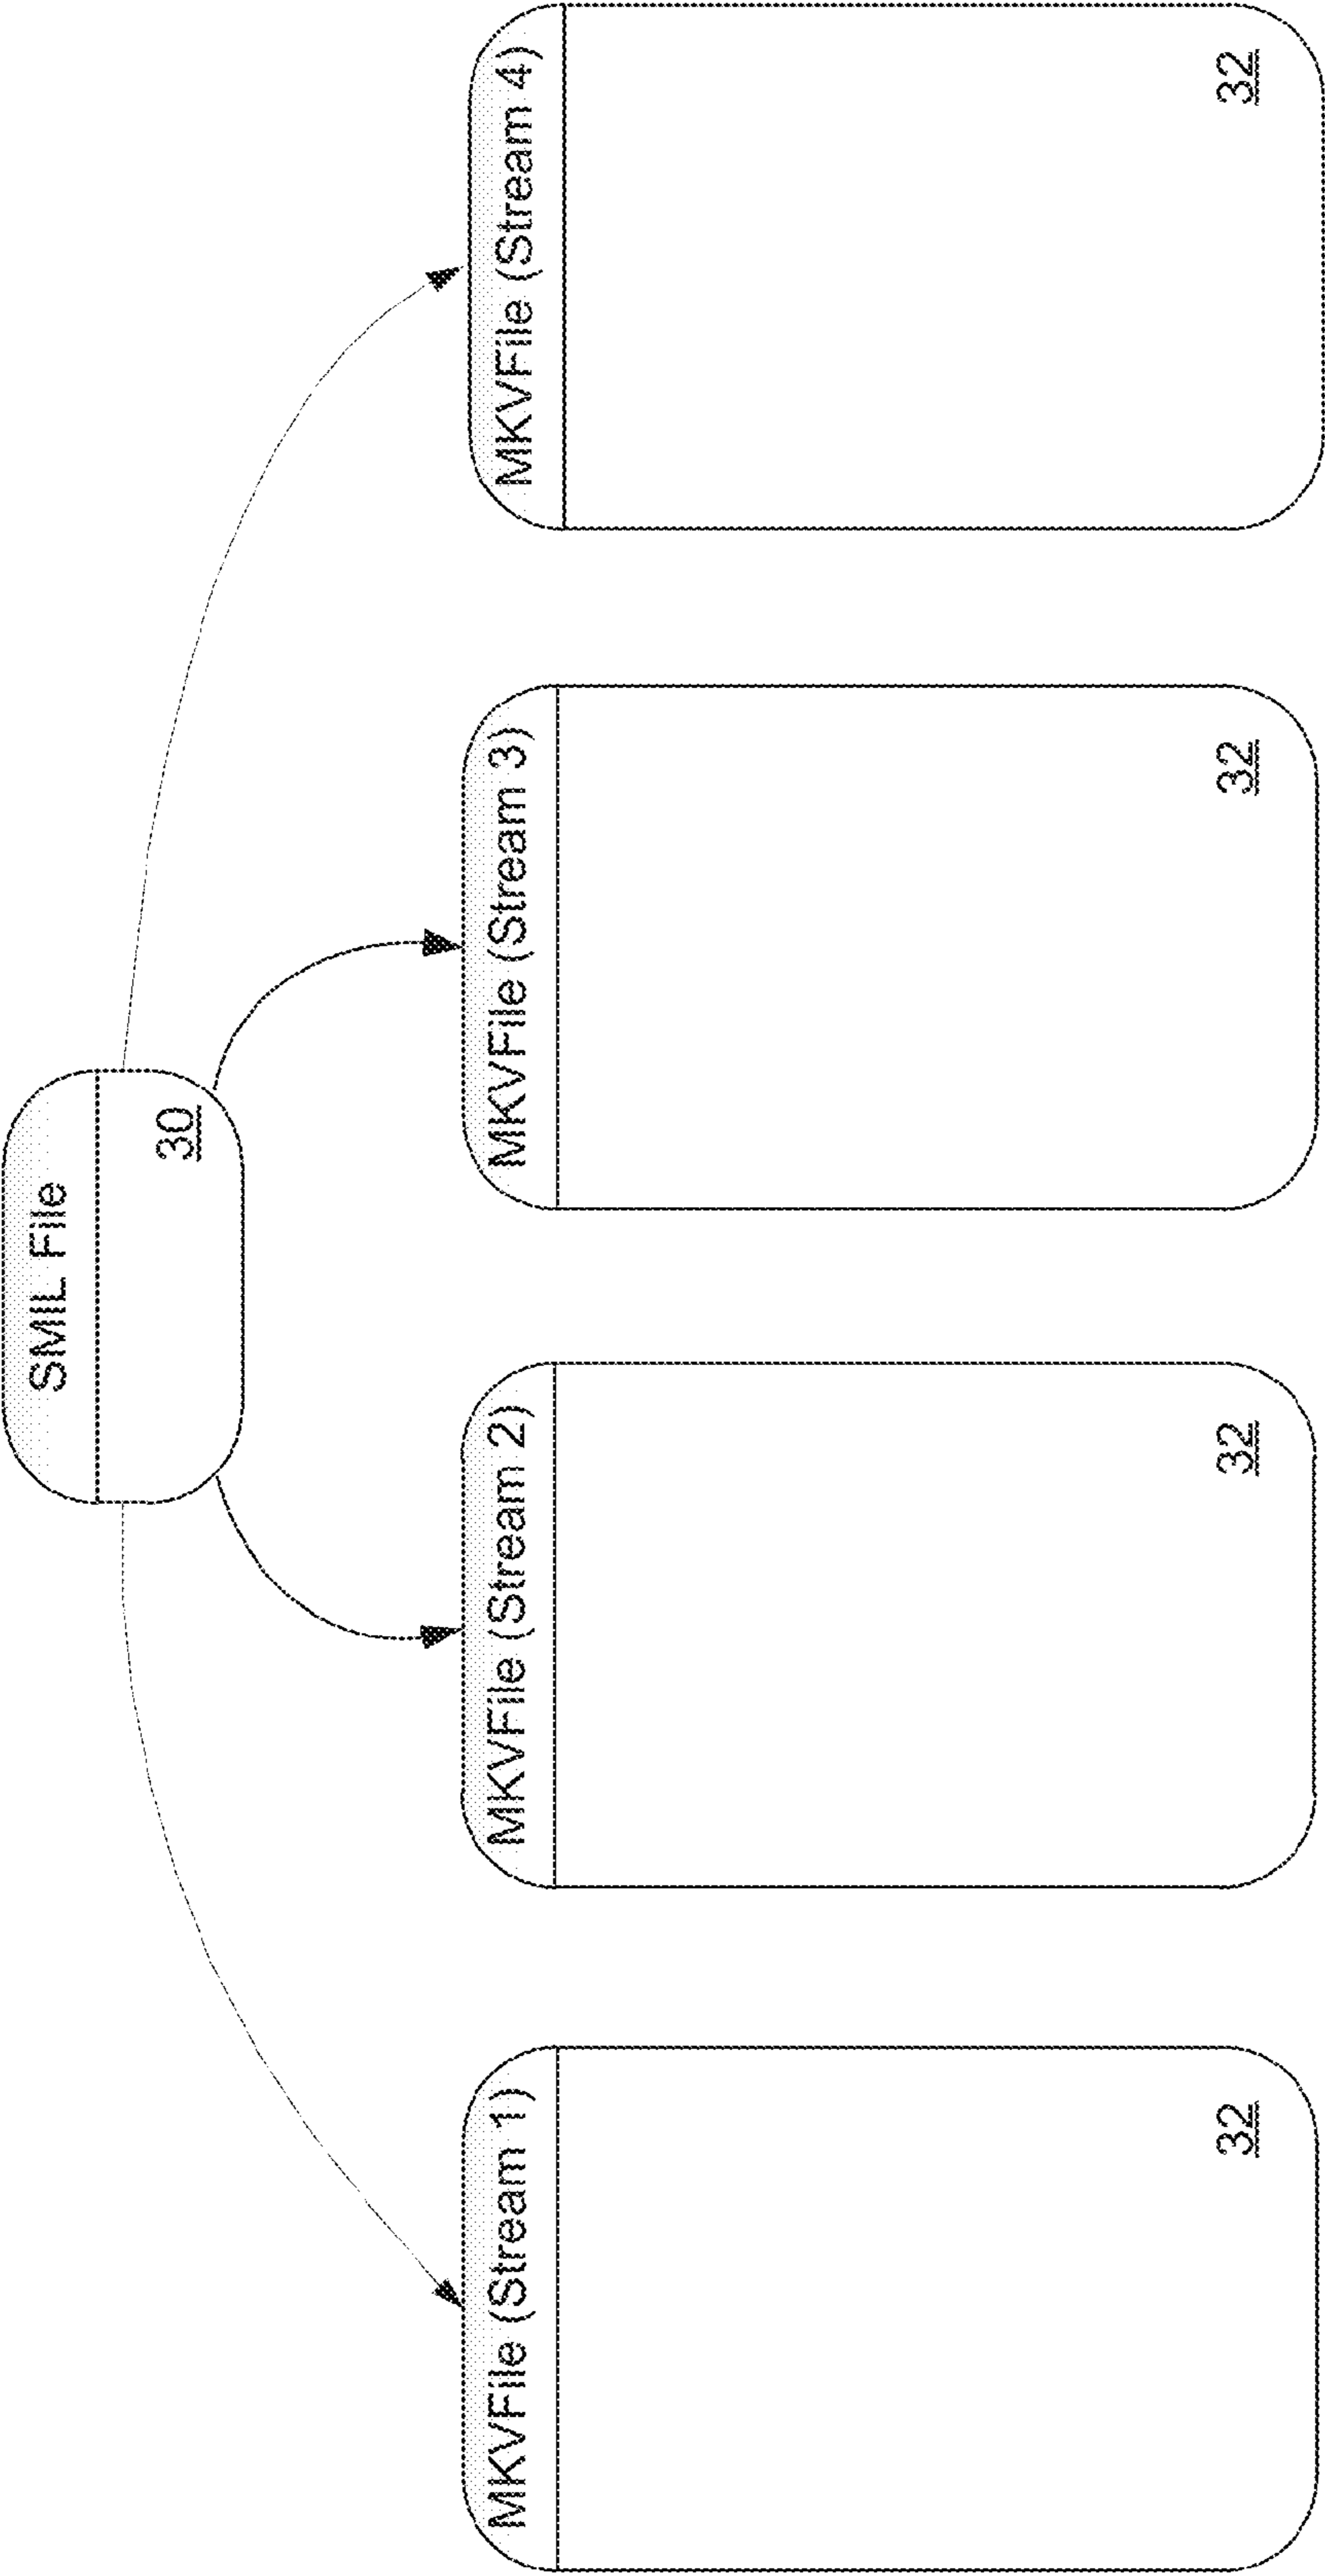 SMIL File
30
MKVFile (Stream 1)
32
MKVFile (Stream 2)
32
MKVFile (Stream 3)
32
MKVFile (Stream 4)
32